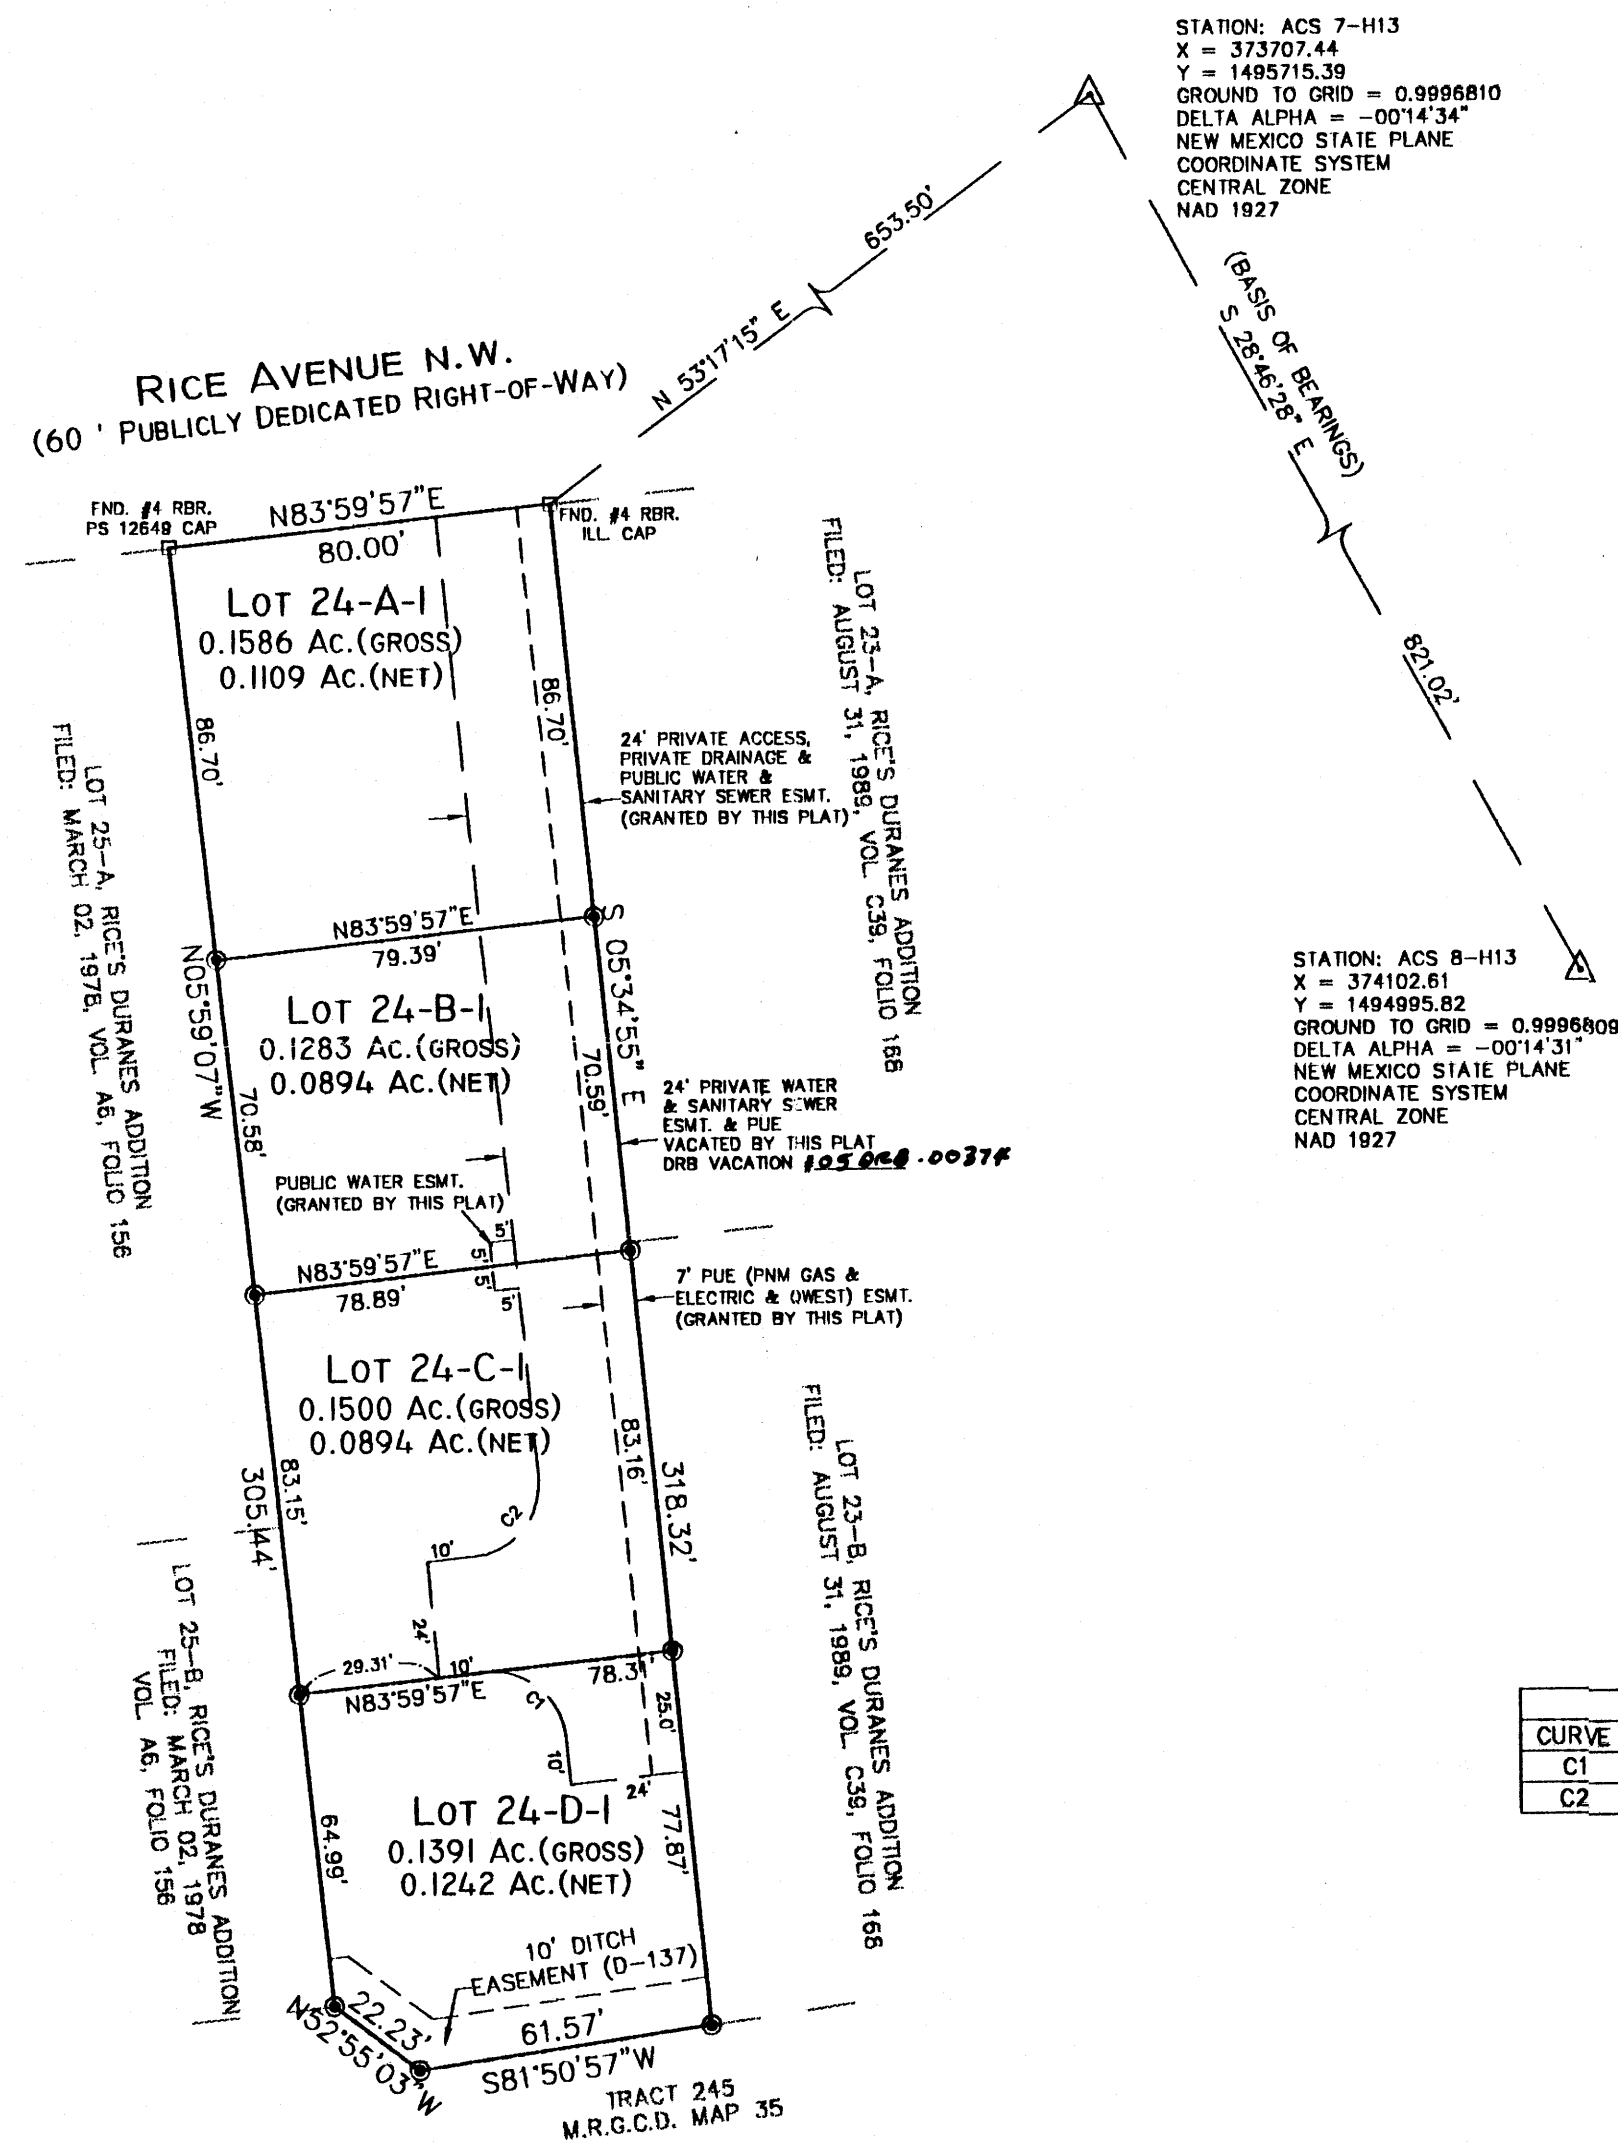 STATION: ACS 7-H13
X = 373707.44
Y = 1495715.39
GROUND TO GRID = 0.9996810
DELTA ALPHA = -00°14'34"
NEW MEXICO STATE PLANE
COORDINATE SYSTEM
CENTRAL ZONE
NAD 1927
653.50'
N 53°17'15" E
(BASIS OF BEARINGS)
S 28°46'28" E
821.02'
RICE AVENUE N.W.
(60 ' PUBLICLY DEDICATED RIGHT-OF-WAY)
FND. #4 RBR.
PS 12649 CAP
N83°59'57"E
80.00'
FND. #4 RBR.
ILL. CAP
LOT 24-A-1
0.1586 AC.(GROSS)
0.1109 AC.(NET)
86.70'
86.70'
LOT 23-A, RICE'S DURANES ADDITION
FILED: AUGUST 31, 1989, VOL. C39, FOLIO 168
24' PRIVATE ACCESS,
PRIVATE DRAINAGE &
PUBLIC WATER &
SANITARY SEWER ESMT.
(GRANTED BY THIS PLAT)
LOT 25-A, RICE'S DURANES ADDITION
FILED: MARCH 02, 1978, VOL. A6, FOLIO 156
N83°59'57"E
79.39'
N05°59'07"W
S 05°34'55" E
STATION: ACS 8-H13
X = 374102.61
Y = 1494995.82
GROUND TO GRID = 0.9996809
DELTA ALPHA = -00°14'31"
NEW MEXICO STATE PLANE
COORDINATE SYSTEM
CENTRAL ZONE
NAD 1927
LOT 24-B-1
0.1283 AC.(GROSS)
0.0894 AC.(NET)
70.58'
70.59'
24' PRIVATE WATER
& SANITARY SEWER
ESMT. & PUE
VACATED BY THIS PLAT
DRB VACATION
PUBLIC WATER ESMT.
(GRANTED BY THIS PLAT)
5'
5'
5'
5'
N83°59'57"E
78.89'
7' PUE (PNM GAS &
ELECTRIC & QWEST) ESMT.
(GRANTED BY THIS PLAT)
LOT 24-C-1
0.1500 AC.(GROSS)
0.0894 AC.(NET)
83.15'
305.44'
83.16'
318.32'
C2
10'
24'
LOT 23-B, RICE'S DURANES ADDITION
FILED: AUGUST 31, 1989, VOL. C39, FOLIO 168
LOT 25-B, RICE'S DURANES ADDITION
FILED: MARCH 02, 1978
VOL. A6, FOLIO 156
29.31'
10'
78.31'
N83°59'57"E
C1
25.0'
10'
24'
CURVE
C1
C2
LOT 24-D-1
0.1391 AC.(GROSS)
0.1242 AC.(NET)
64.99'
77.87'
10' DITCH
EASEMENT (D-137)
22.23'
N52°55'03"W
61.57'
S81°50'57"W
TRACT 245
M.R.G.C.D. MAP 35